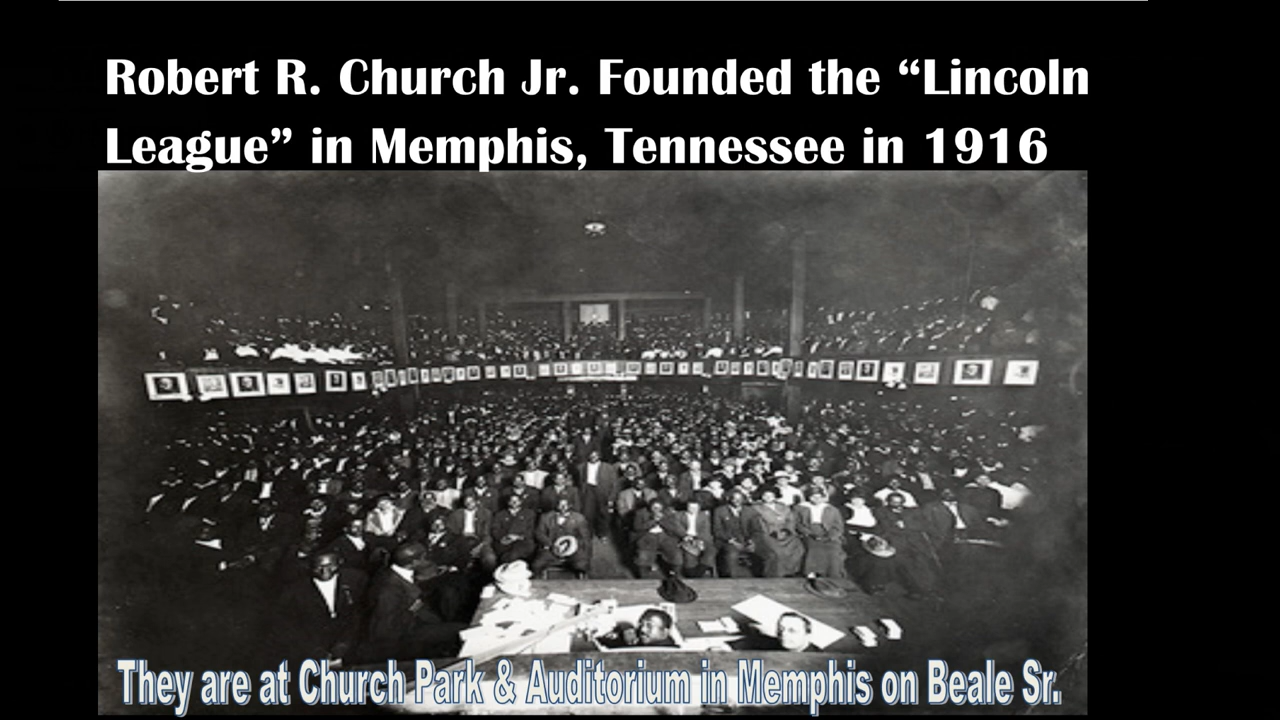 Robert R. Church Jr. Founded the “Lincoln
League” in Memphis, Tennessee in 1916
They are at Church Park & Auditorium in Memphis on Beale Sr.